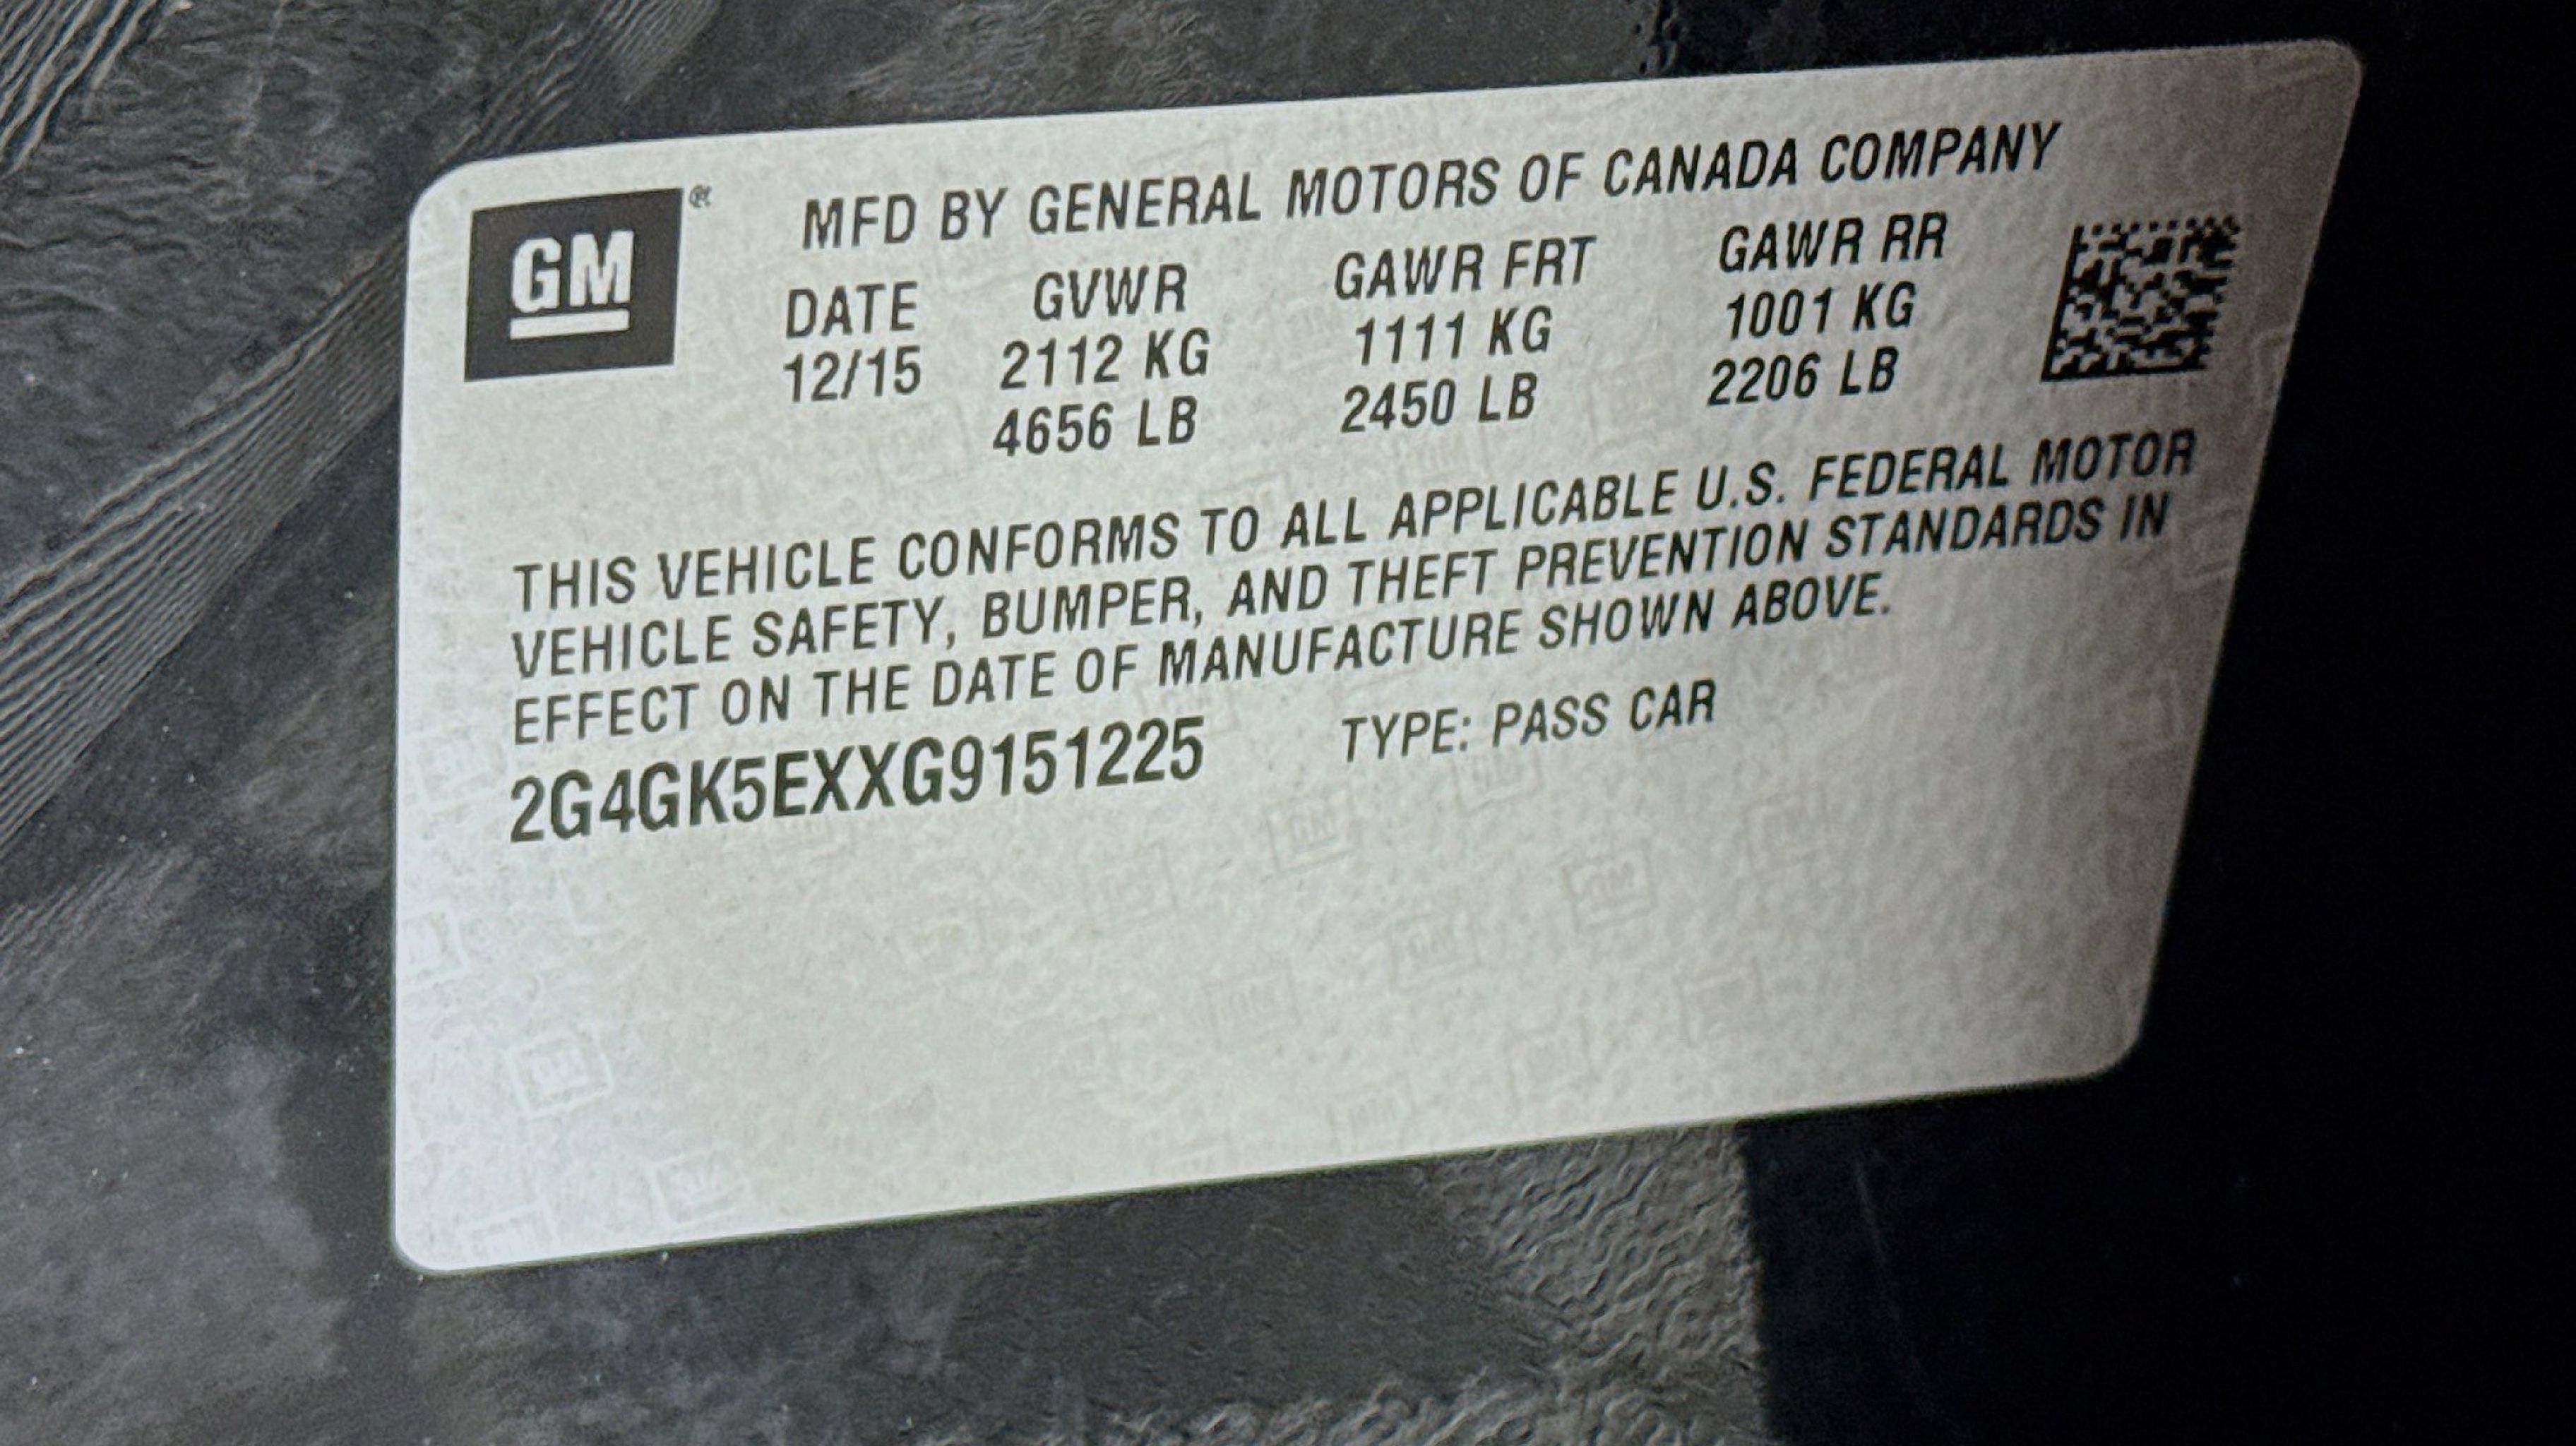 GM ®
MFD BY GENERAL MOTORS OF CANADA COMPANY
DATE GVWR GAWR FRT GAWR RR
12/15 2112 KG 1111 KG 1001 KG
4656 LB 2450 LB 2206 LB
THIS VEHICLE CONFORMS TO ALL APPLICABLE U.S. FEDERAL MOTOR
VEHICLE SAFETY, BUMPER, AND THEFT PREVENTION STANDARDS IN
EFFECT ON THE DATE OF MANUFACTURE SHOWN ABOVE.
2G4GK5EXXG9151225 TYPE: PASS CAR